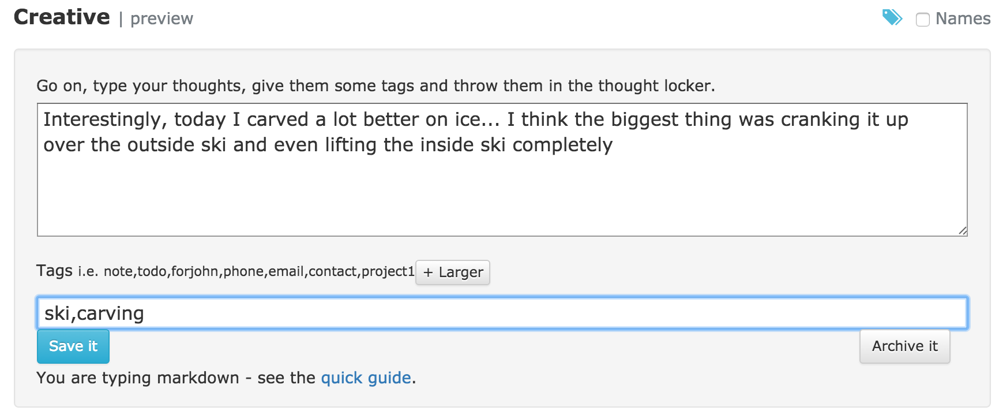 Creative | preview
Names
Go on, type your thoughts, give them some tags and throw them in the thought locker.
Interestingly, today I carved a lot better on ice... I think the biggest thing was cranking it up
over the outside ski and even lifting the inside ski completely
Tags i.e. note,todo,forjohn,phone,email,contact,project1
+ Larger
ski,carving
Save it
Archive it
You are typing markdown - see the quick guide.